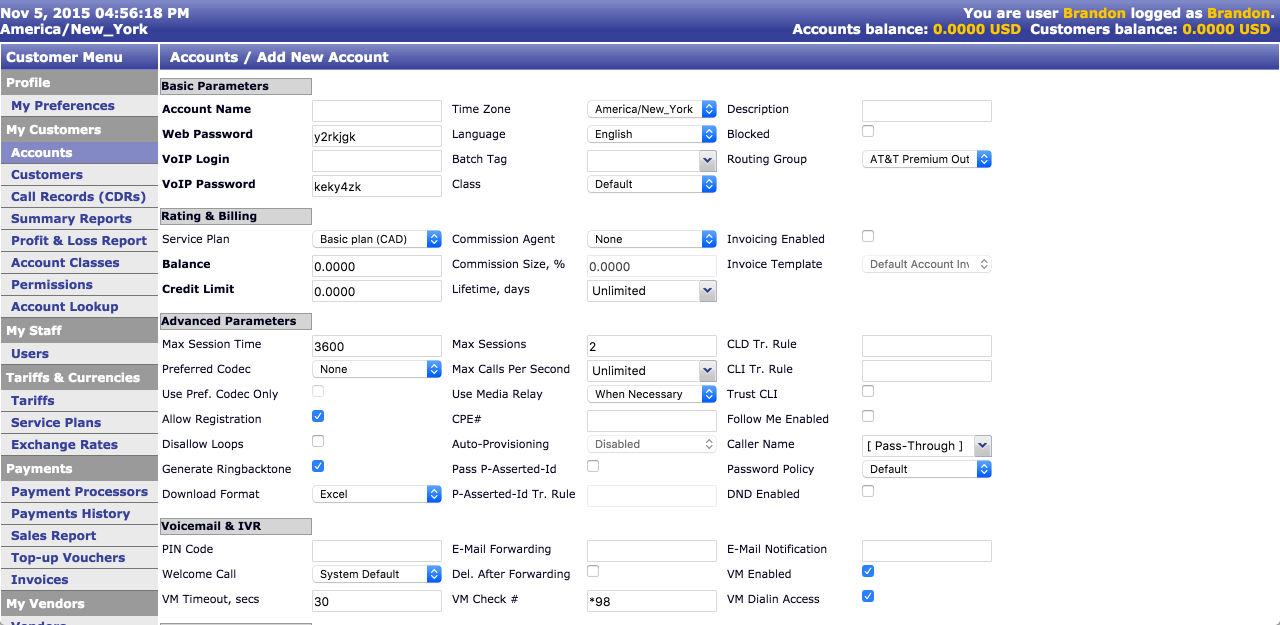 Nov 5, 2015 04:56:18 PM
America/New_York
You are user Brandon logged as Brandon.
Accounts balance: 0.0000 USD Customers balance: 0.0000 USD
Customer Menu
Profile
My Preferences
My Customers
Accounts
Customers
Call Records (CDRs)
Summary Reports
Profit & Loss Report
Account Classes
Permissions
Account Lookup
My Staff
Users
Tariffs & Currencies
Tariffs
Service Plans
Exchange Rates
Payments
Payment Processors
Payments History
Sales Report
Top-up Vouchers
Invoices
My Vendors
Accounts / Add New Account
Basic Parameters
Account Name Time Zone America/New_York Description
Web Password y2rkjgk Language English Blocked
VoIP Login Batch Tag Routing Group AT&T Premium Out
VoIP Password keky4zk Class Default
Rating & Billing
Service Plan Basic plan (CAD) Commission Agent None Invoicing Enabled
Balance 0.0000 Commission Size, % 0.0000 Invoice Template Default Account Inv
Credit Limit 0.0000 Lifetime, days Unlimited
Advanced Parameters
Max Session Time 3600 Max Sessions 2 CLD Tr. Rule
Preferred Codec None Max Calls Per Second Unlimited CLI Tr. Rule
Use Pref. Codec Only Use Media Relay When Necessary Trust CLI
Allow Registration CPE# Follow Me Enabled
Disallow Loops Auto-Provisioning Disabled Caller Name [ Pass-Through ]
Generate Ringbacktone Pass P-Asserted-Id Password Policy Default
Download Format Excel P-Asserted-Id Tr. Rule DND Enabled
Voicemail & IVR
PIN Code E-Mail Forwarding E-Mail Notification
Welcome Call System Default Del. After Forwarding VM Enabled
VM Timeout, secs 30 VM Check # *98 VM Dialin Access